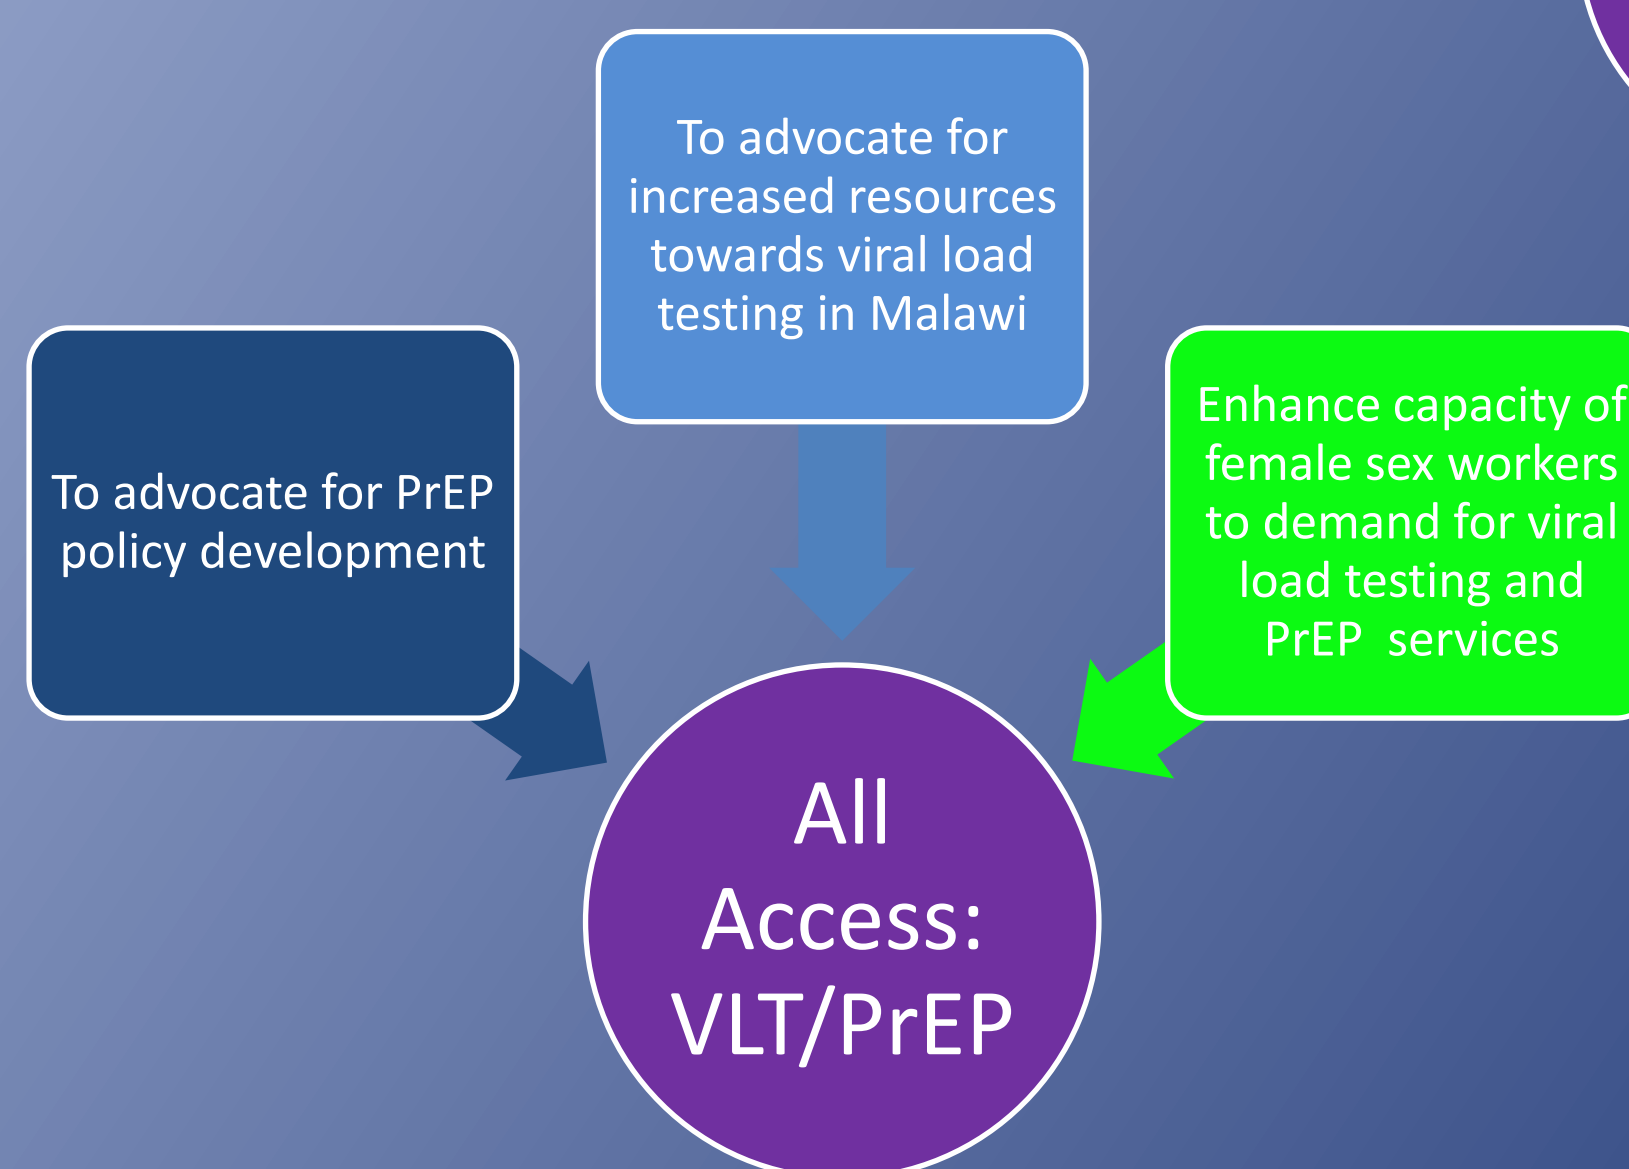 To advocate for
increased resources
towards viral load
testing in Malawi
To advocate for PrEP
policy development
Enhance capacity of
female sex workers
to demand for viral
load testing and
PrEP  services
All
Access:
VLT/PrEP